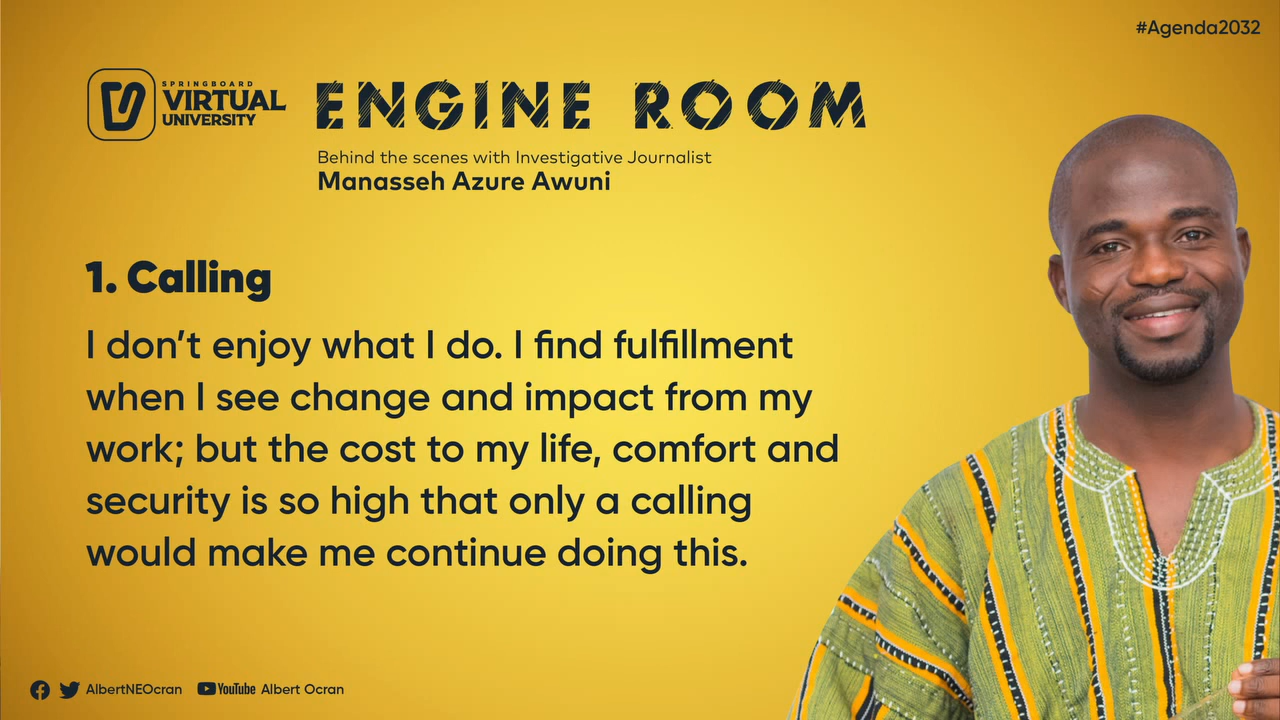 #Agenda2032
SPRINGBOARD
VIRTUAL
UNIVERSITY
ENGINE ROOM
Behind the scenes with Investigative Journalist
Manasseh Azure Awuni
1. Calling
I don’t enjoy what I do. I find fulfillment
when I see change and impact from my
work; but the cost to my life, comfort and
security is so high that only a calling
would make me continue doing this.
AlbertNEOcran YouTube Albert Ocran